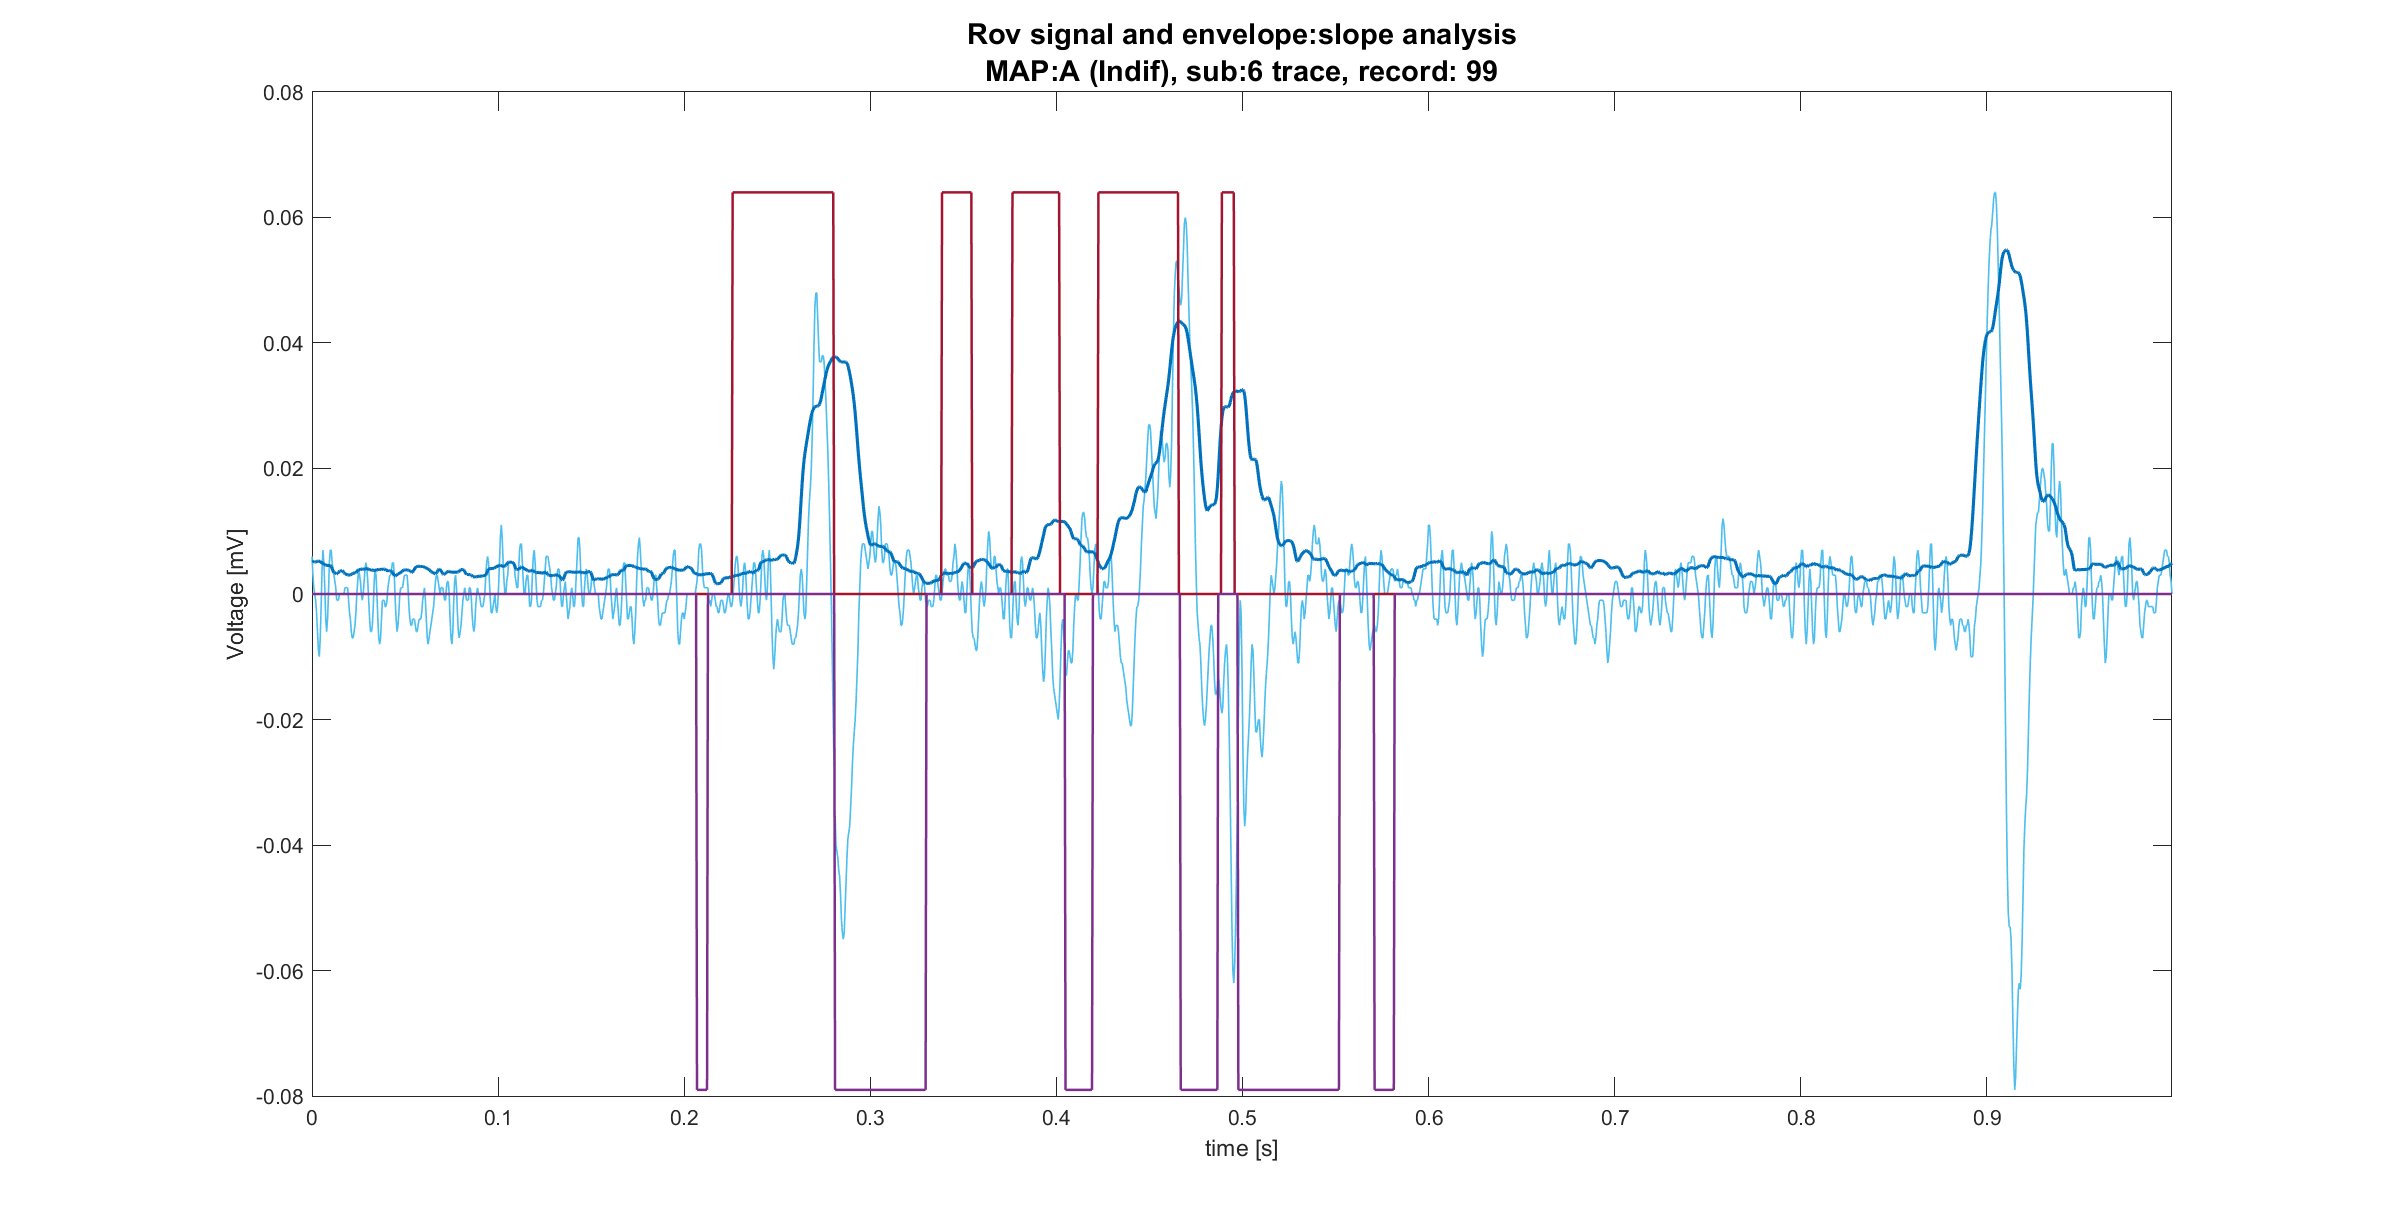 Rov signal and envelope:slope analysis
MAP:A (Indif), sub:6 trace, record: 99
0.08
0.06
0.04
0.02
0
-0.02
-0.04
-0.06
-0.08
Voltage [mV]
0 0.1 0.2 0.3 0.4 0.5 0.6 0.7 0.8 0.9
time [s]